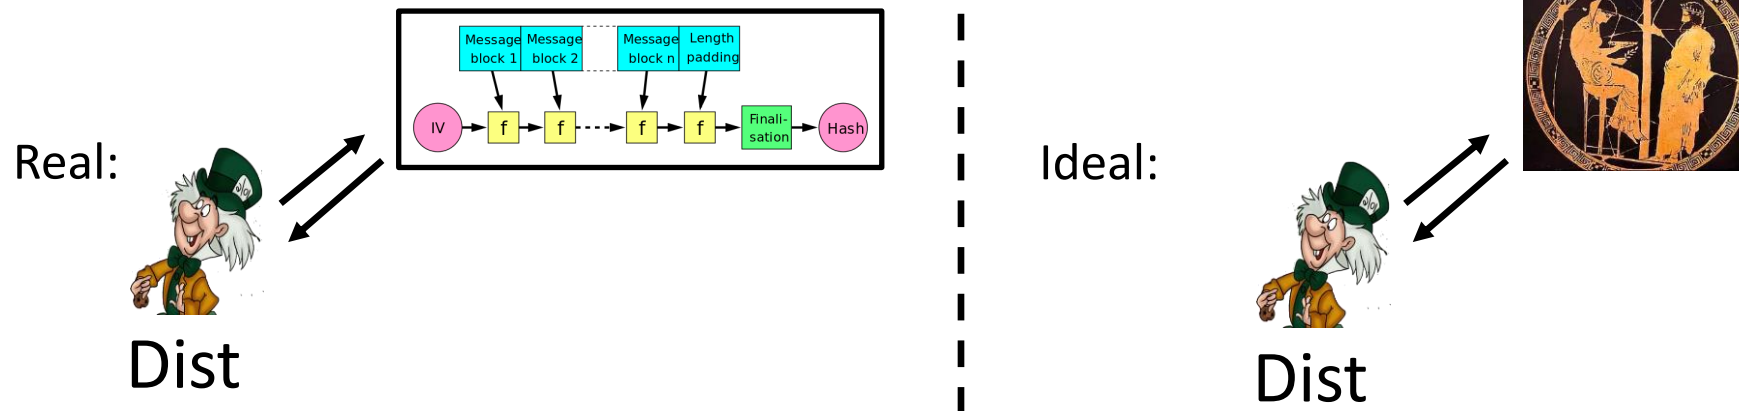 Real:
Message block 1
Message block 2
Message block n
Length padding
IV
f
f
f
f
Finali-
sation
Hash
Dist
Ideal:
Dist